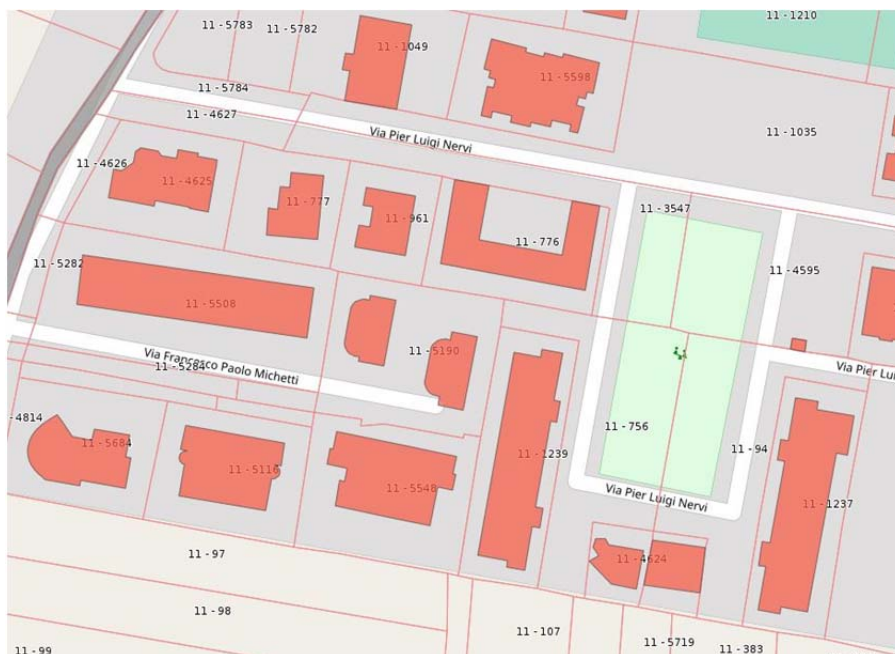 11 - 1210
11 - 5783
11 - 5782
11 - 1049
11 - 5598
11 - 5784
11 - 4627
11 - 1035
Via Pier Luigi Nervi
11 - 4626
11 - 4625
11 - 777
11 - 961
11 - 3547
11 - 776
11 - 5282
11 - 4595
11 - 5508
11 - 5190
Via Francesco Paolo Michetti
11 - 5284
Via Pier Lui
- 4814
11 - 5684
11 - 5116
11 - 5548
11 - 1239
11 - 756
11 - 94
Via Pier Luigi Nervi
11 - 1237
11 - 97
11 - 4624
11 - 98
11 - 107
11 - 5719
11 - 383
11 - 99